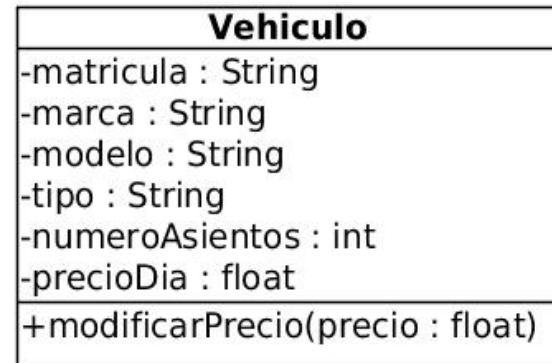 Vehiculo
-matricula : String
-marca : String
-modelo : String
-tipo : String
-numeroAsientos : int
-precioDia : float
+modificarPrecio(precio : float)